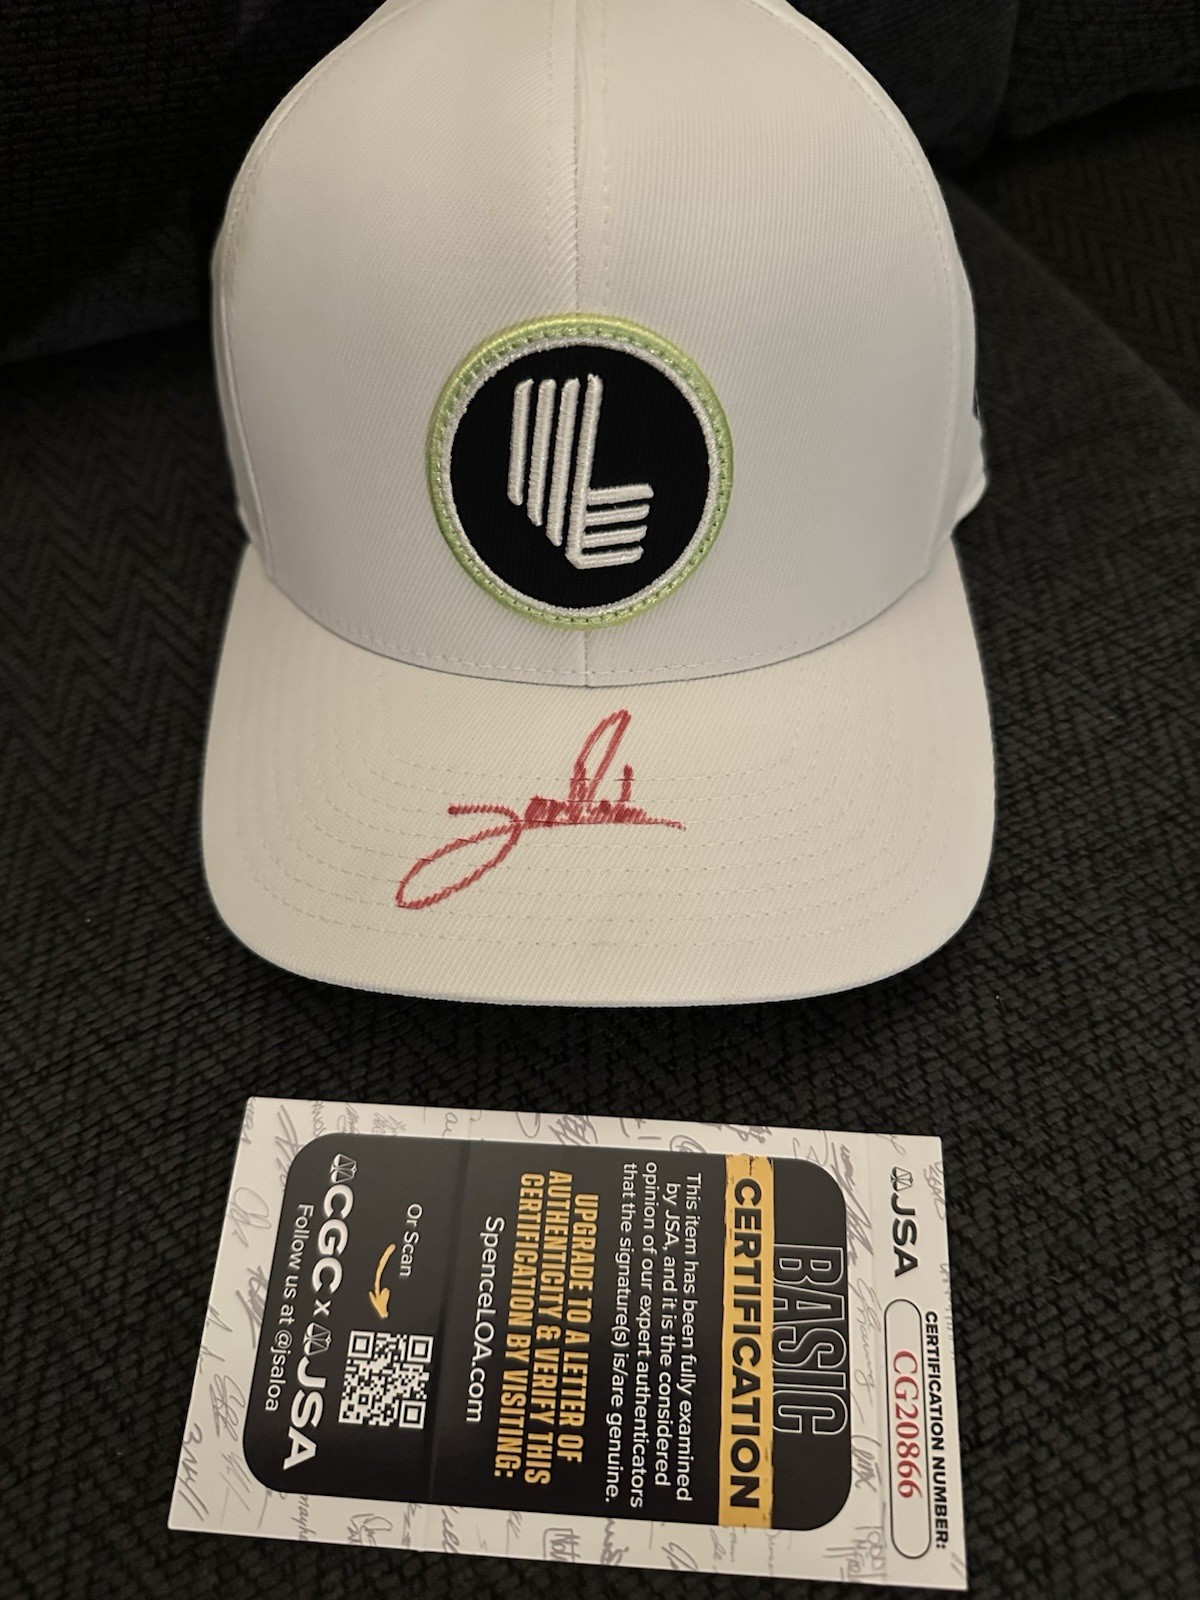 JSA
CERTIFICATION NUMBER:
CG20866
BASIC
CERTIFICATION
This item has been fully examined
by JSA, and it is the considered
opinion of our expert authenticators
that the signature(s) is/are genuine.
UPGRADE TO A LETTER OF
AUTHENTICITY & VERIFY THIS
CERTIFICATION BY VISITING:
SpenceLOA.com
Or Scan
CGC x JSA
Follow us at @jsaloa